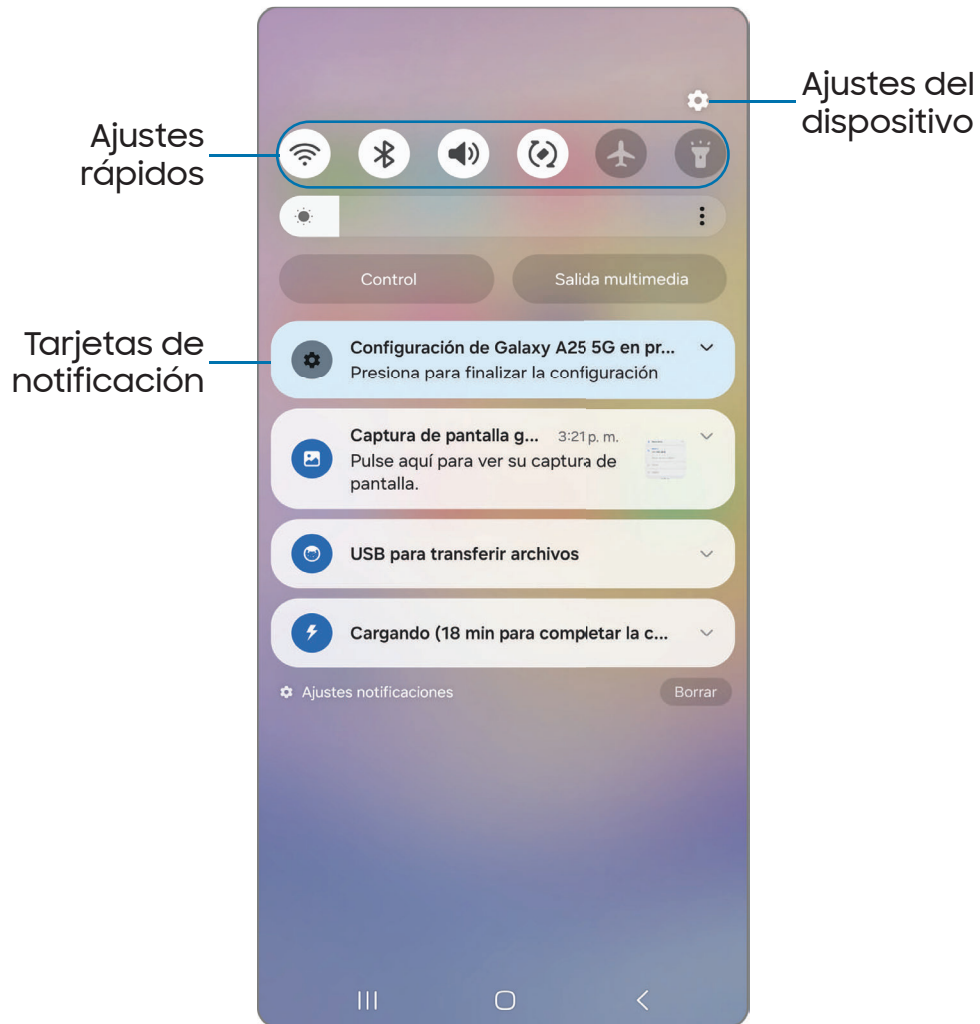 Ajustes del
dispositivo
Ajustes
rápidos
Control
Salida multimedia
Tarjetas de
notificación
Configuración de Galaxy A25 5G en pr...
Presiona para finalizar la configuración
Captura de pantalla g... 3:21 p. m.
Pulse aquí para ver su captura de
pantalla.
USB para transferir archivos
Cargando (18 min para completar la c...
Ajustes notificaciones
Borrar